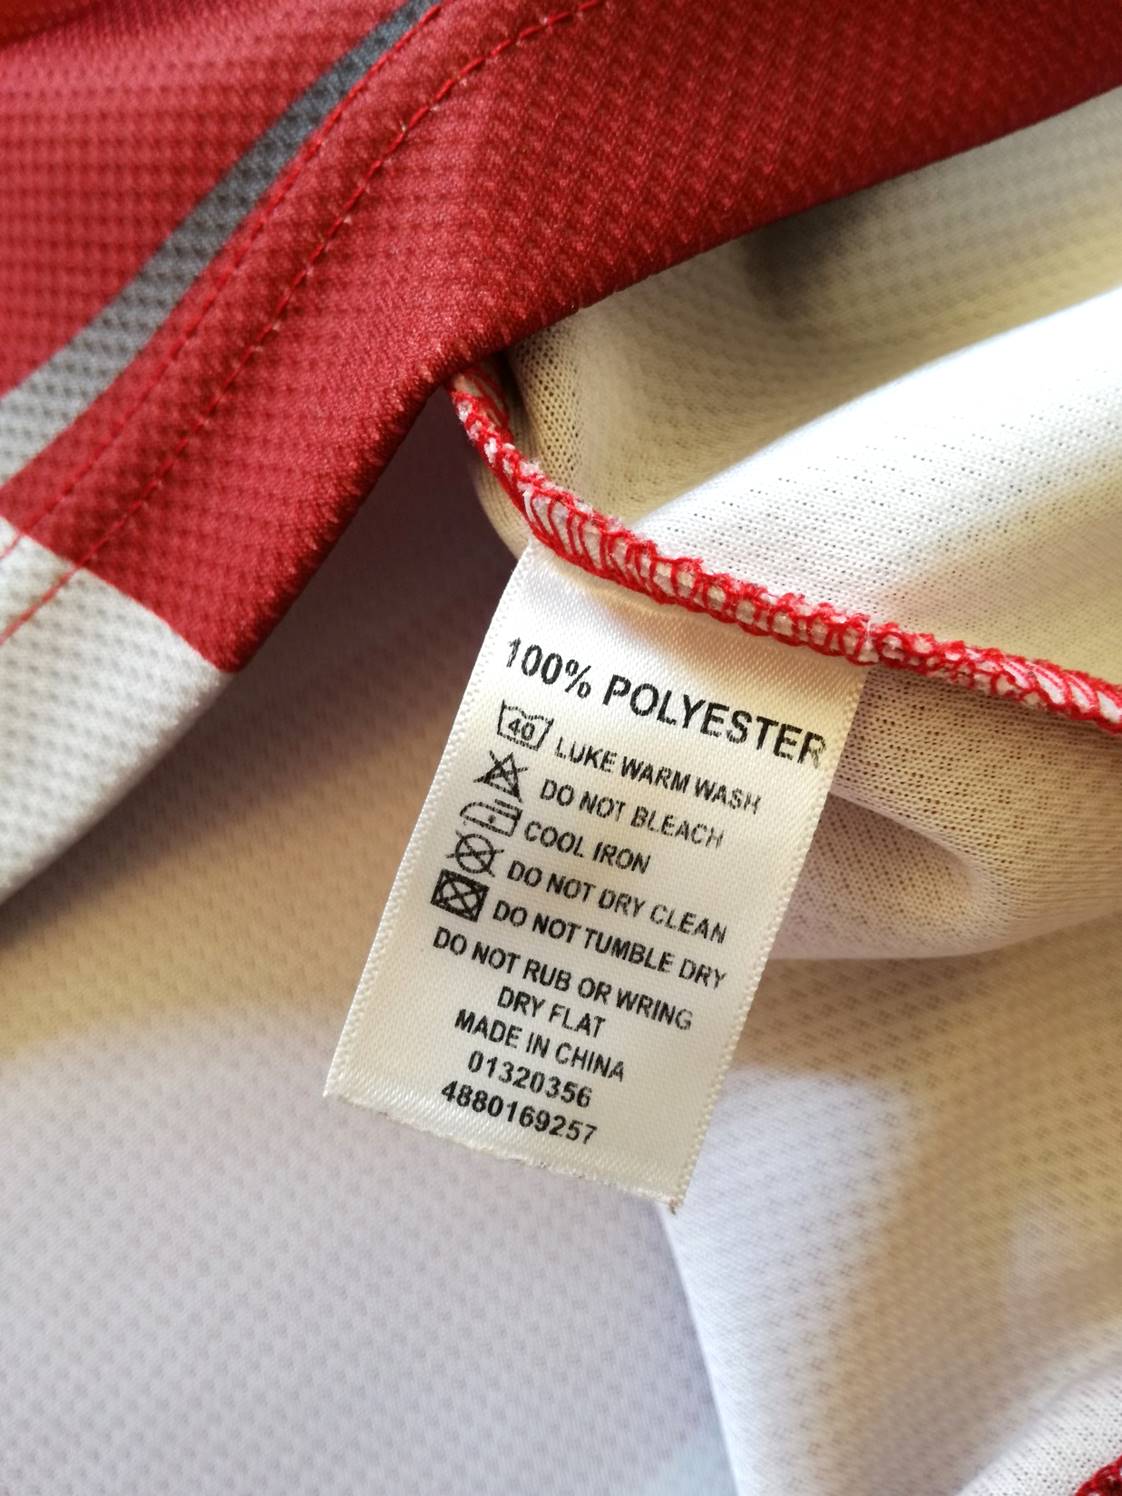 100% POLYESTER
40 LUKE WARM WASH
DO NOT BLEACH
COOL IRON
DO NOT DRY CLEAN
DO NOT TUMBLE DRY
DO NOT RUB OR WRING
DRY FLAT
MADE IN CHINA
01320356
4880169257